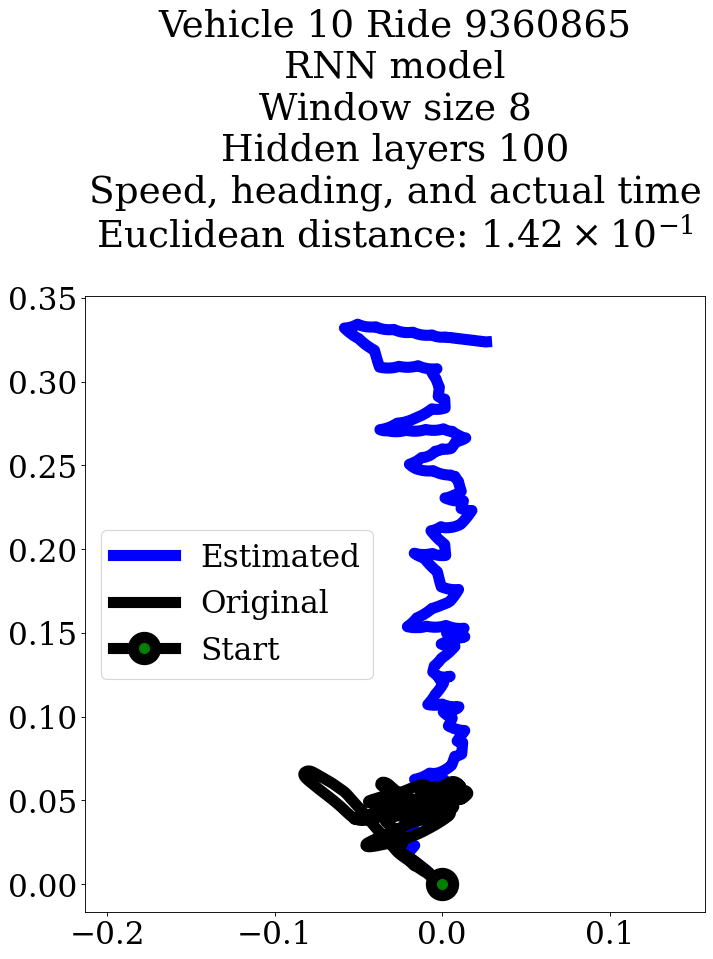 Vehicle 10 Ride 9360865
RNN model
Window size 8
Hidden layers 100
Speed, heading, and actual time
Euclidean distance: 1.42 × 10⁻¹
0.35
0.30
0.25
0.20
0.15
0.10
0.05
0.00
Estimated
Original
Start
−0.2 −0.1 0.0 0.1